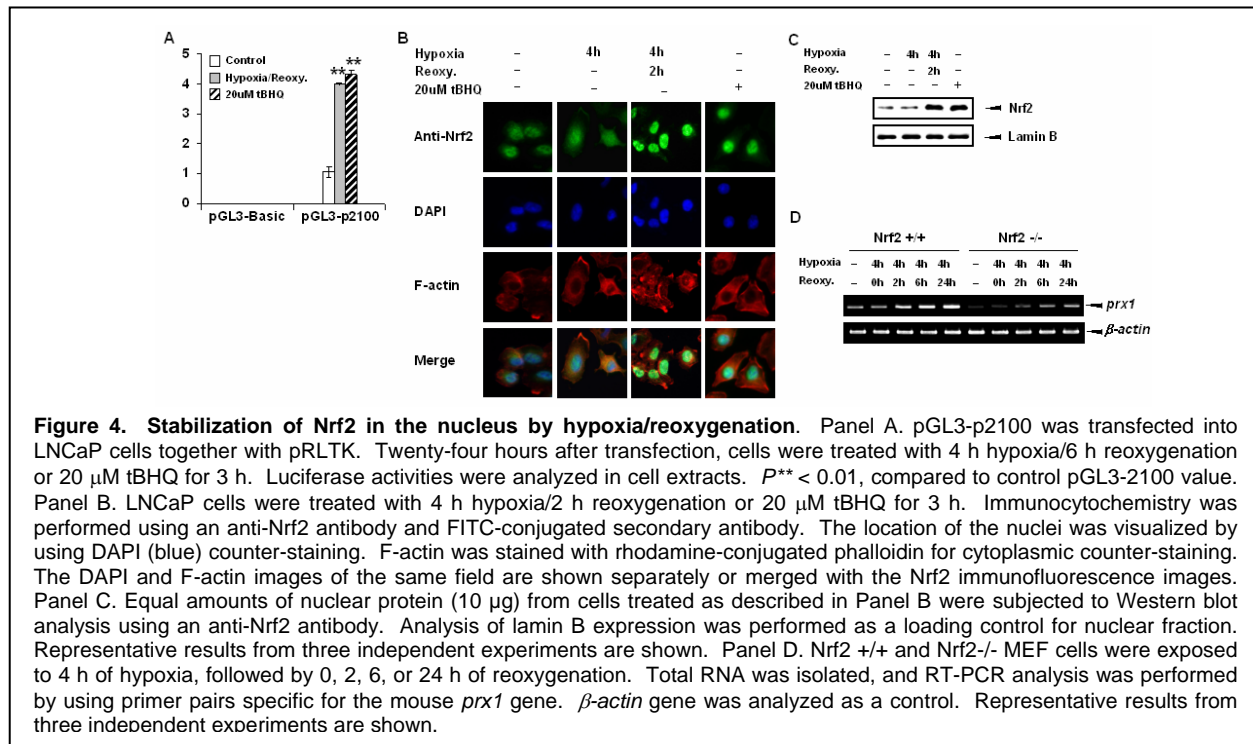 A
Control
Hypoxia/Reoxy.
20uM tBHQ
**
**
5
4
3
2
1
0
pGL3-Basic pGL3-p2100
B
Hypoxia – 4h 4h –
Reoxy. – – 2h –
20uM tBHQ – – – +
Anti-Nrf2
DAPI
F-actin
Merge
C
Hypoxia – 4h 4h –
Reoxy. – – 2h –
20uM tBHQ – – – +
Nrf2
Lamin B
D
Nrf2 +/+ Nrf2 -/-
Hypoxia – 4h 4h 4h 4h – 4h 4h 4h 4h
Reoxy. – 0h 2h 6h 24h – 0h 2h 6h 24h
prx1
β-actin
Figure 4. Stabilization of Nrf2 in the nucleus by hypoxia/reoxygenation. Panel A. pGL3-p2100 was transfected into
LNCaP cells together with pRLTK. Twenty-four hours after transfection, cells were treated with 4 h hypoxia/6 h reoxygenation
or 20 μM tBHQ for 3 h. Luciferase activities were analyzed in cell extracts. P** < 0.01, compared to control pGL3-2100 value.
Panel B. LNCaP cells were treated with 4 h hypoxia/2 h reoxygenation or 20 μM tBHQ for 3 h. Immunocytochemistry was
performed using an anti-Nrf2 antibody and FITC-conjugated secondary antibody. The location of the nuclei was visualized by
using DAPI (blue) counter-staining. F-actin was stained with rhodamine-conjugated phalloidin for cytoplasmic counter-staining.
The DAPI and F-actin images of the same field are shown separately or merged with the Nrf2 immunofluorescence images.
Panel C. Equal amounts of nuclear protein (10 µg) from cells treated as described in Panel B were subjected to Western blot
analysis using an anti-Nrf2 antibody. Analysis of lamin B expression was performed as a loading control for nuclear fraction.
Representative results from three independent experiments are shown. Panel D. Nrf2 +/+ and Nrf2-/- MEF cells were exposed
to 4 h of hypoxia, followed by 0, 2, 6, or 24 h of reoxygenation. Total RNA was isolated, and RT-PCR analysis was performed
by using primer pairs specific for the mouse prx1 gene. β-actin gene was analyzed as a control. Representative results from
three independent experiments are shown.